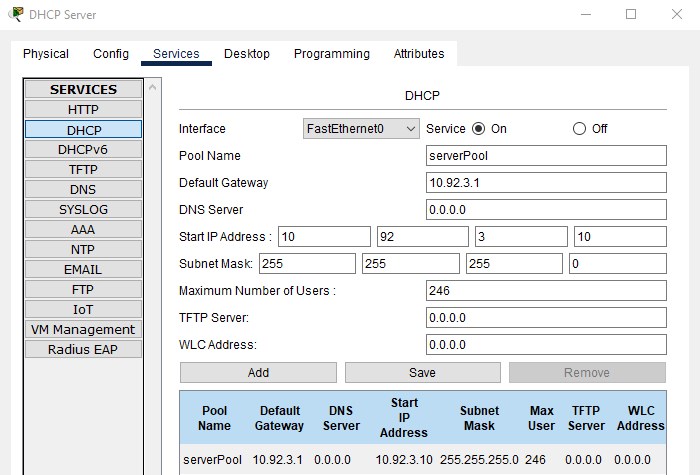 DHCP Server
Physical Config Services Desktop Programming Attributes
SERVICES
HTTP
DHCP
DHCPv6
TFTP
DNS
SYSLOG
AAA
NTP
EMAIL
FTP
IoT
VM Management
Radius EAP
DHCP
Interface FastEthernet0 Service On Off
Pool Name serverPool
Default Gateway 10.92.3.1
DNS Server 0.0.0.0
Start IP Address : 10 92 3 10
Subnet Mask: 255 255 255 0
Maximum Number of Users : 246
TFTP Server: 0.0.0.0
WLC Address: 0.0.0.0
Add Save Remove
Pool Name Default Gateway DNS Server Start IP Address Subnet Mask Max User TFTP Server WLC Address
serverPool 10.92.3.1 0.0.0.0 10.92.3.10 255.255.255.0 246 0.0.0.0 0.0.0.0